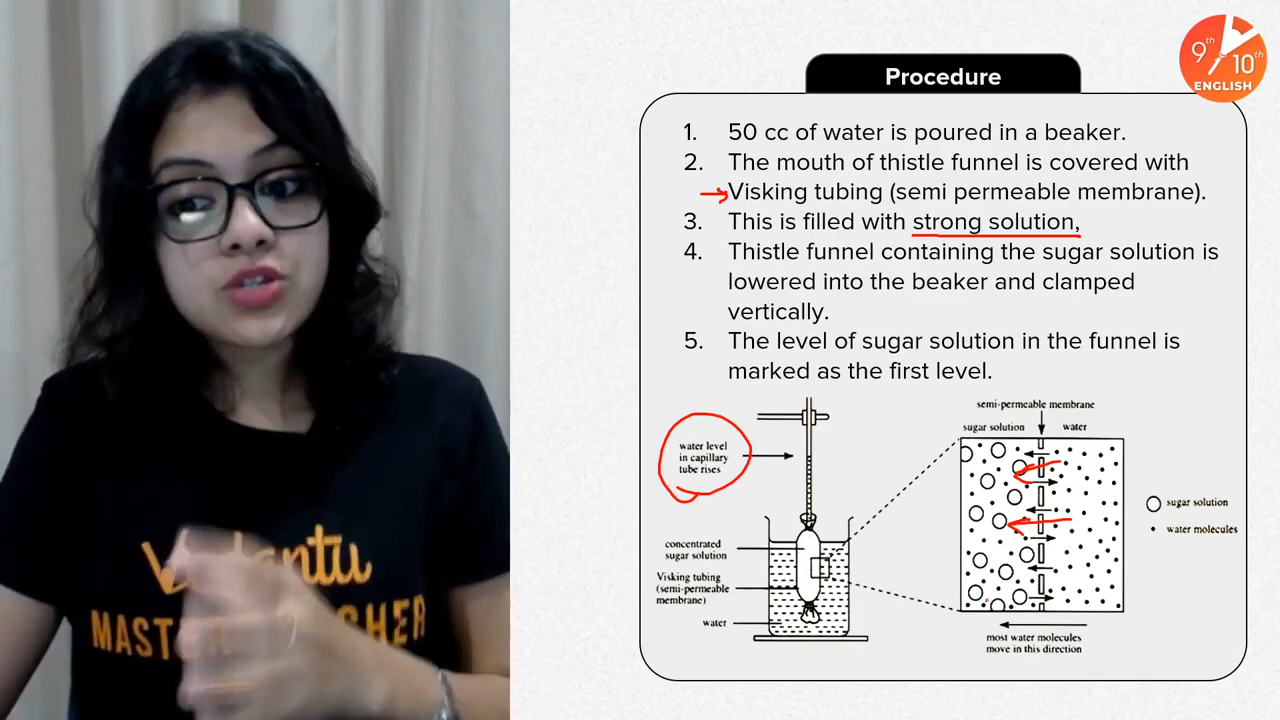 9th
10th
ENGLISH
Procedure
1. 50 cc of water is poured in a beaker.
2. The mouth of thistle funnel is covered with
Visking tubing (semi permeable membrane).
3. This is filled with strong solution,
4. Thistle funnel containing the sugar solution is
lowered into the beaker and clamped
vertically.
5. The level of sugar solution in the funnel is
marked as the first level.
water level
in capillary
tube rises
concentrated
sugar solution
Visking tubing
(semi-permeable
membrane)
water
semi-permeable membrane
sugar solution
water
sugar solution
water molecules
most water molecules
move in this direction